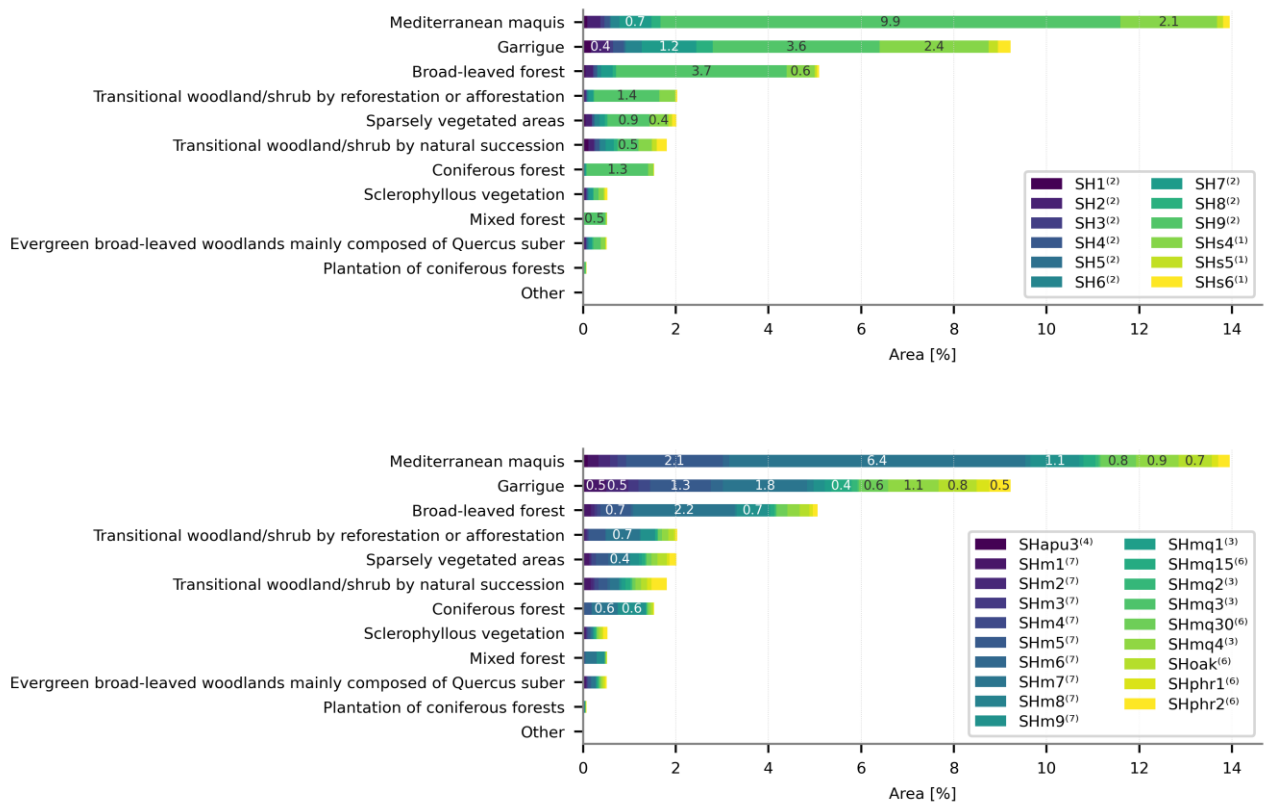 Mediterranean maquis 0.7 9.9 2.1
Garrigue 0.4 1.2 3.6 2.4
Broad-leaved forest 3.7 0.6
Transitional woodland/shrub by reforestation or afforestation 1.4
Sparsely vegetated areas 0.9 0.4
Transitional woodland/shrub by natural succession 0.5
Coniferous forest 1.3
Sclerophyllous vegetation
Mixed forest 0.5
Evergreen broad-leaved woodlands mainly composed of Quercus suber
Plantation of coniferous forests
Other
SH1⁽²⁾ SH7⁽²⁾
SH2⁽²⁾ SH8⁽²⁾
SH3⁽²⁾ SH9⁽²⁾
SH4⁽²⁾ SHs4⁽¹⁾
SH5⁽²⁾ SHs5⁽¹⁾
SH6⁽²⁾ SHs6⁽¹⁾
0 2 4 6 8 10 12 14
Area [%]
Mediterranean maquis 2.1 6.4 1.1 0.8 0.9 0.7
Garrigue 0.5 0.5 1.3 1.8 0.4 0.6 1.1 0.8 0.5
Broad-leaved forest 0.7 2.2 0.7
Transitional woodland/shrub by reforestation or afforestation 0.7
Sparsely vegetated areas 0.4
Transitional woodland/shrub by natural succession
Coniferous forest 0.6 0.6
Sclerophyllous vegetation
Mixed forest
Evergreen broad-leaved woodlands mainly composed of Quercus suber
Plantation of coniferous forests
Other
SHapu3⁽⁴⁾ SHmq1⁽³⁾
SHm1⁽⁷⁾ SHmq15⁽⁶⁾
SHm2⁽⁷⁾ SHmq2⁽³⁾
SHm3⁽⁷⁾ SHmq3⁽³⁾
SHm4⁽⁷⁾ SHmq30⁽⁶⁾
SHm5⁽⁷⁾ SHmq4⁽³⁾
SHm6⁽⁷⁾ SHoak⁽⁶⁾
SHm7⁽⁷⁾ SHphr1⁽⁶⁾
SHm8⁽⁷⁾ SHphr2⁽⁶⁾
SHm9⁽⁷⁾
0 2 4 6 8 10 12 14
Area [%]